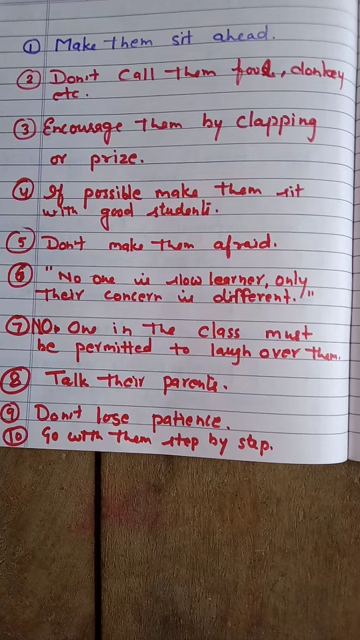 ① Make them sit ahead.
② Don't call them fool, donkey
etc.
③ Encourage them by clapping
or prize.
④ If possible make them sit
with good students.
⑤ Don't make them afraid.
⑥ "No one is slow learner, only
their concern is different."
⑦ No. One in the class must
be permitted to laugh over them.
⑧ Talk their parents.
⑨ Don't lose patience.
⑩ Go with them step by step.